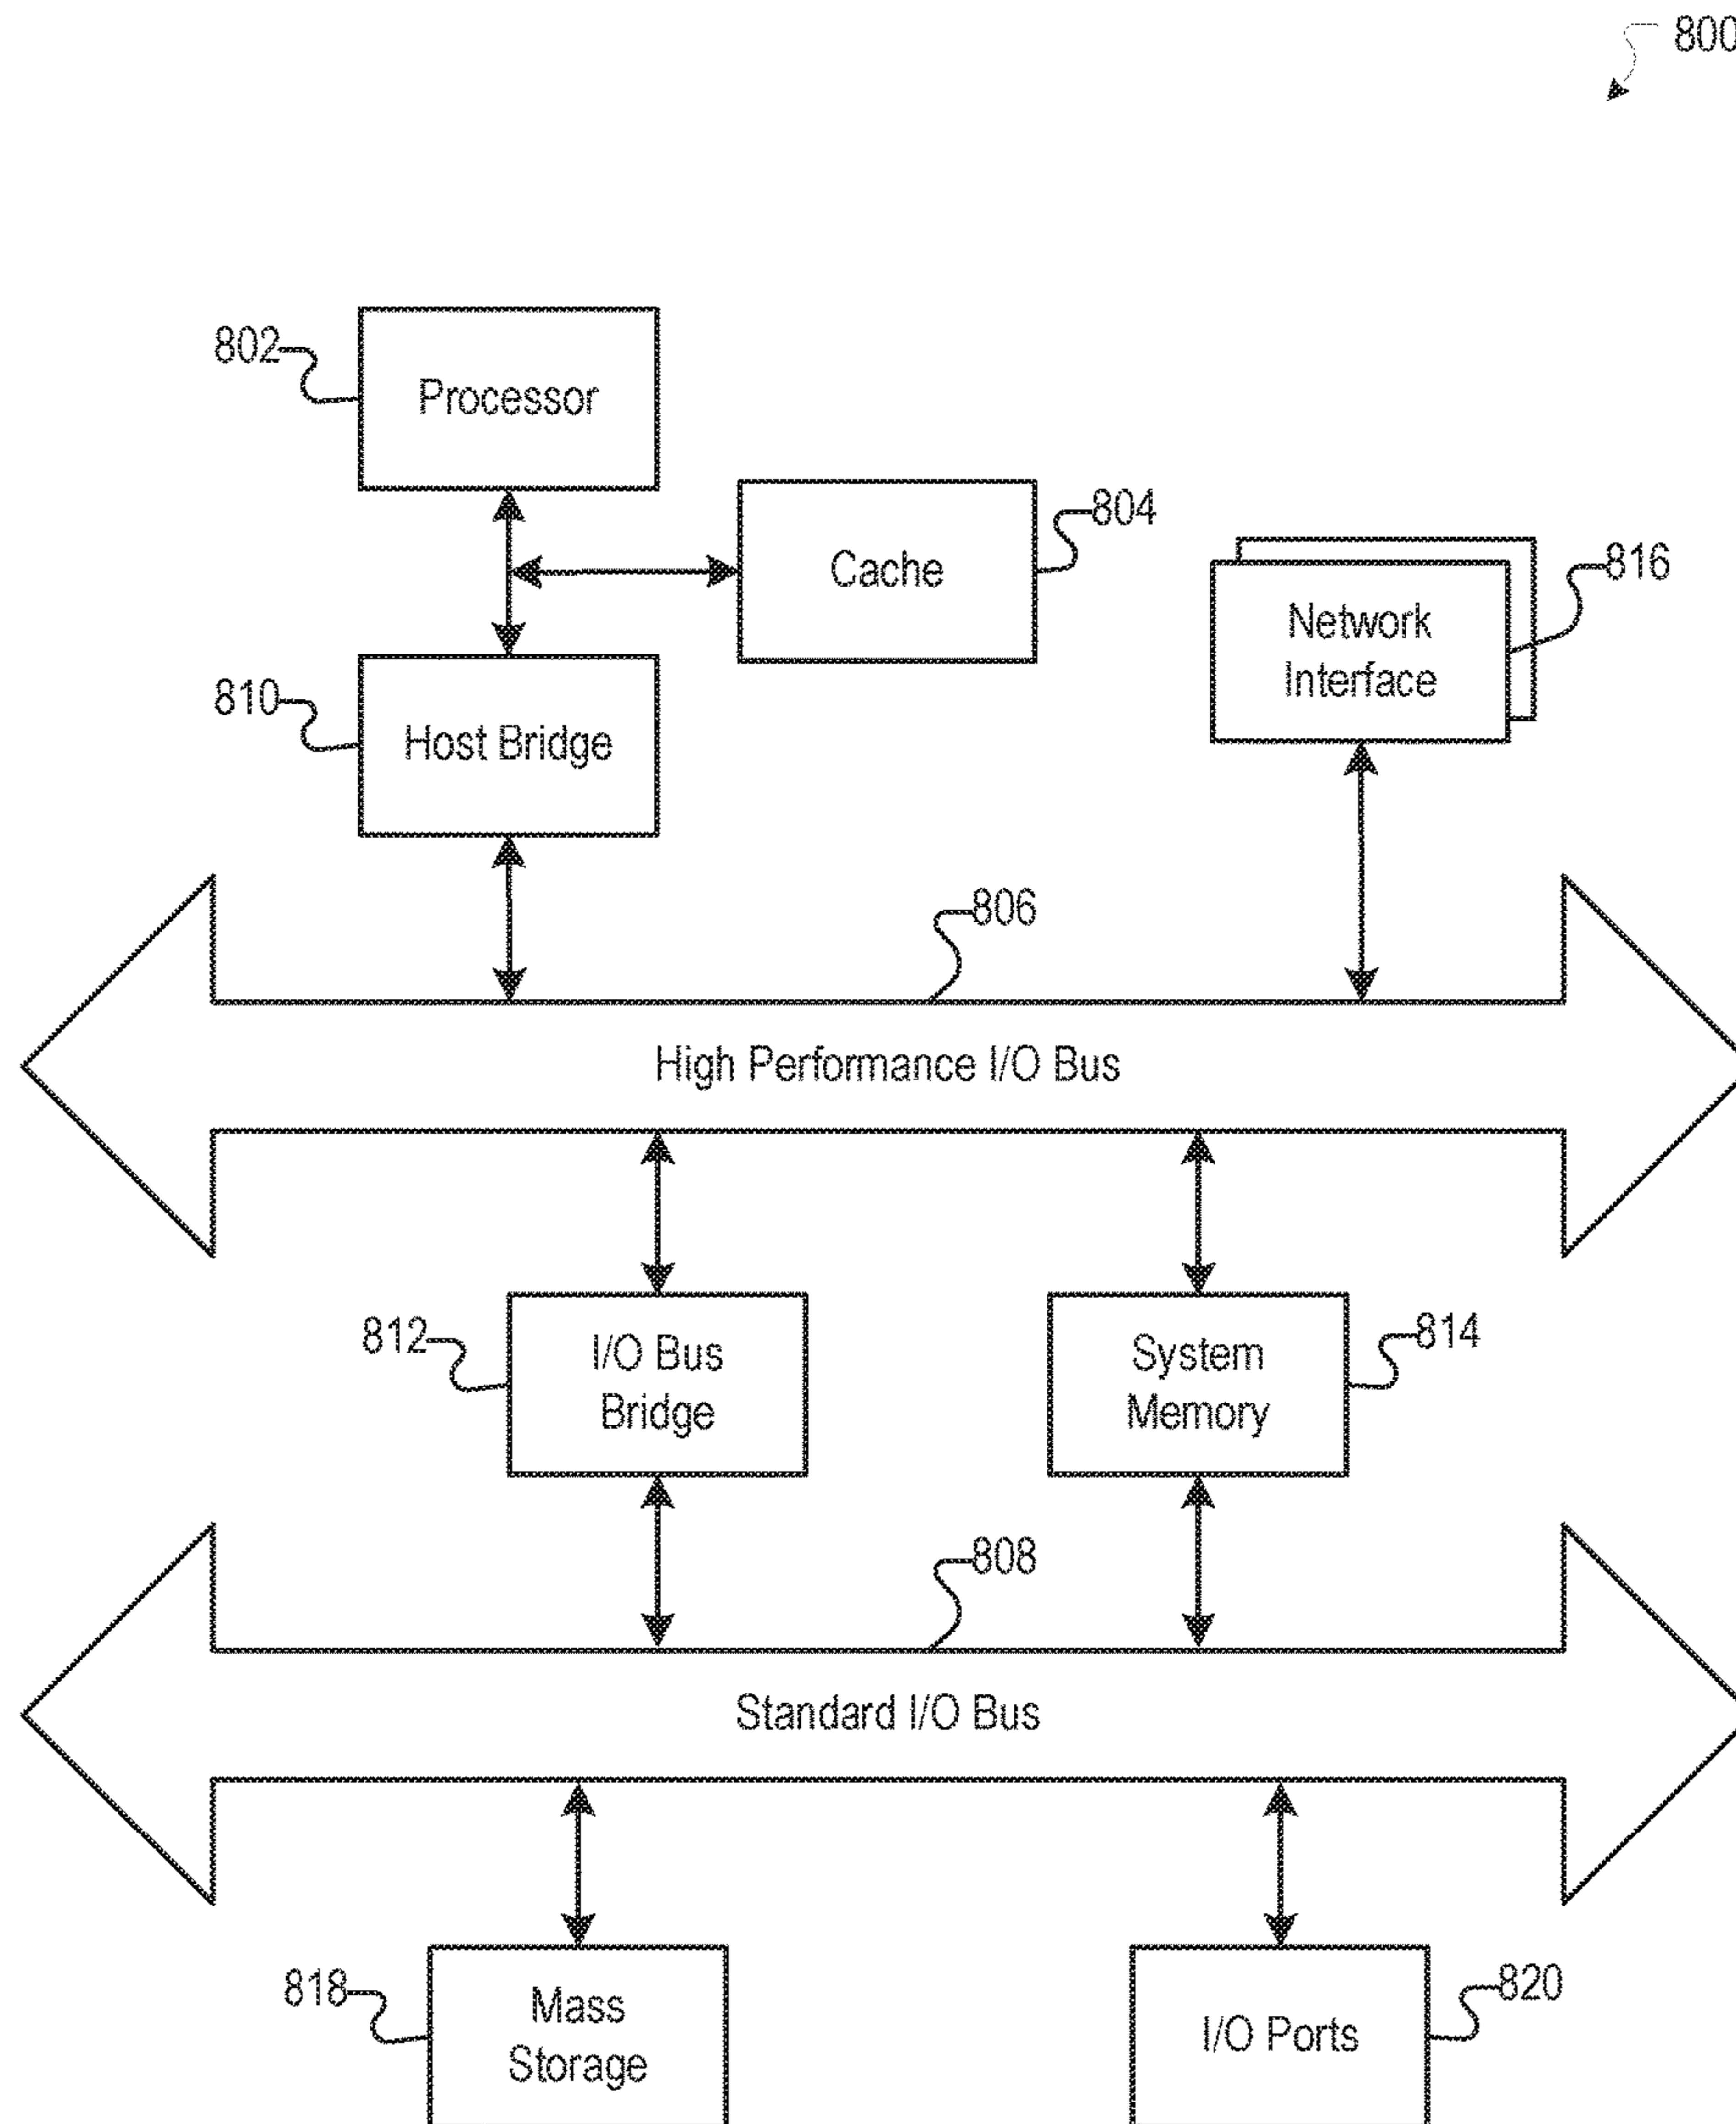 800
802
Processor
804
Cache
816
Network
Interface
810
Host Bridge
806
High Performance I/O Bus
812
I/O Bus
Bridge
814
System
Memory
808
Standard I/O Bus
818
Mass
Storage
820
I/O Ports